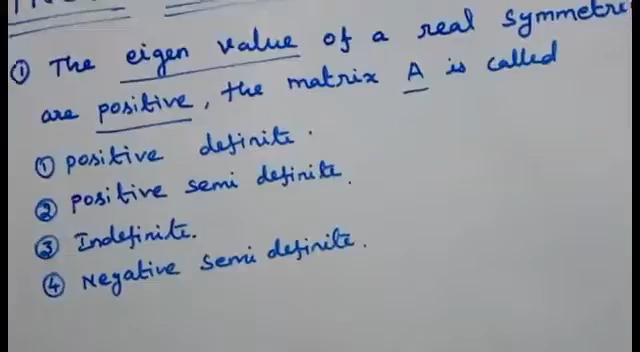 ① The eigen value of a real symmetric
are positive, the matrix A is called
① positive definite.
② positive semi definite.
③ Indefinite.
④ Negative semi definite.